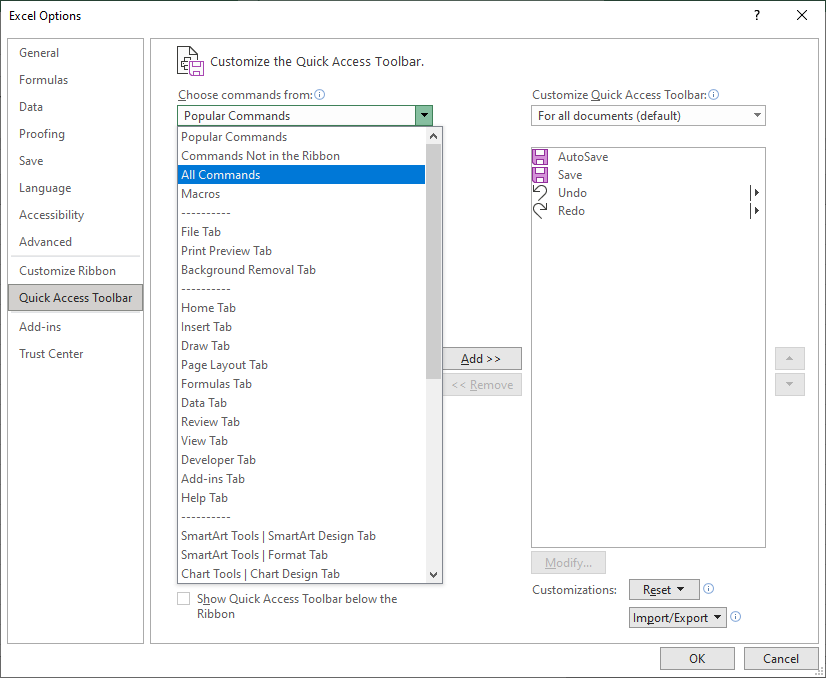 Excel Options
?
General
Formulas
Data
Proofing
Save
Language
Accessibility
Advanced
Customize Ribbon
Quick Access Toolbar
Add-ins
Trust Center
Customize the Quick Access Toolbar.
Choose commands from:
Popular Commands
Popular Commands
Commands Not in the Ribbon
All Commands
Macros
----------
File Tab
Print Preview Tab
Background Removal Tab
----------
Home Tab
Insert Tab
Draw Tab
Page Layout Tab
Formulas Tab
Data Tab
Review Tab
View Tab
Developer Tab
Add-ins Tab
Help Tab
----------
SmartArt Tools | SmartArt Design Tab
SmartArt Tools | Format Tab
Chart Tools | Chart Design Tab
Show Quick Access Toolbar below the
Ribbon
Add >>
<< Remove
Customize Quick Access Toolbar:
For all documents (default)
AutoSave
Save
Undo
Redo
Modify...
Customizations:
Reset
Import/Export
OK
Cancel